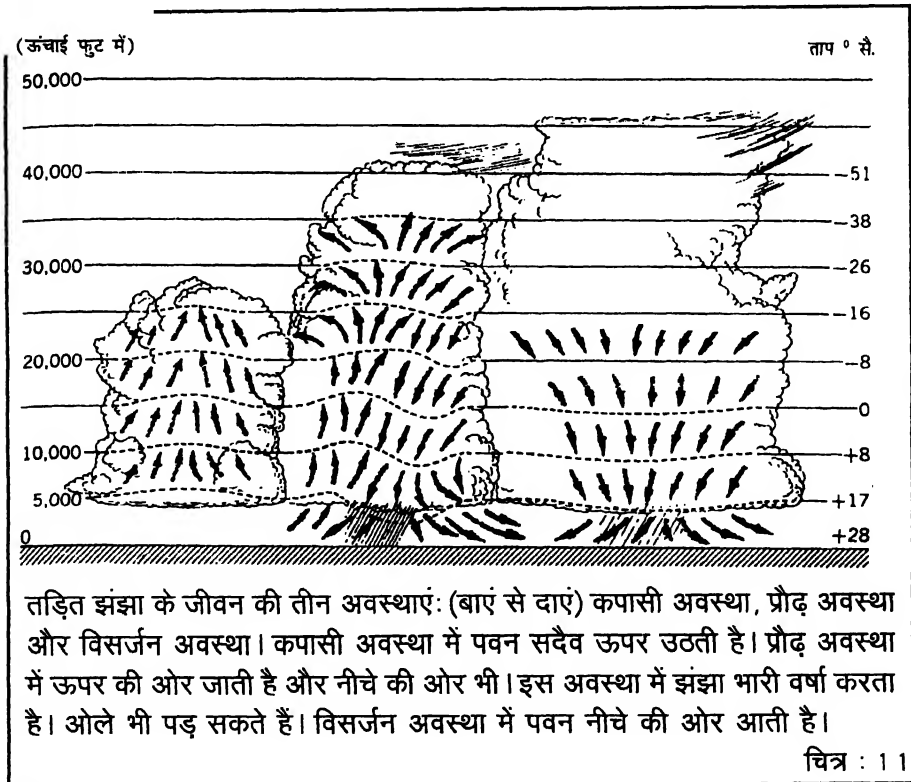 (ऊंचाई फुट में) ताप ° सै.
50,000
40,000 −51
−38
30,000 −26
−16
20,000 −8
0
10,000 +8
5,000 +17
0 +28
तड़ित झंझा के जीवन की तीन अवस्थाएं: (बाएं से दाएं) कपासी अवस्था, प्रौढ़ अवस्था
और विसर्जन अवस्था। कपासी अवस्था में पवन सदैव ऊपर उठती है। प्रौढ़ अवस्था
में ऊपर की ओर जाती है और नीचे की ओर भी। इस अवस्था में झंझा भारी वर्षा करता
है। ओले भी पड़ सकते हैं। विसर्जन अवस्था में पवन नीचे की ओर आती है।
चित्र : 11